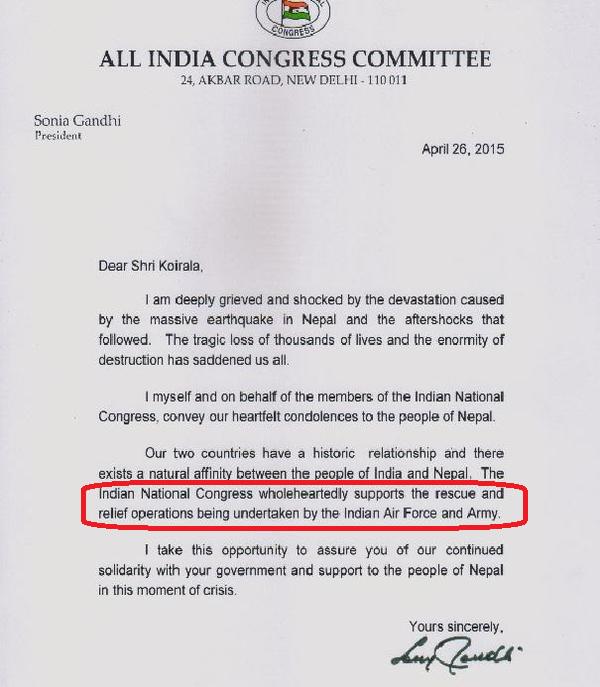 CONGRESS
ALL INDIA CONGRESS COMMITTEE
24, AKBAR ROAD, NEW DELHI - 110 011
Sonia Gandhi
President
April 26, 2015
Dear Shri Koirala,
I am deeply grieved and shocked by the devastation caused
by the massive earthquake in Nepal and the aftershocks that
followed. The tragic loss of thousands of lives and the enormity of
destruction has saddened us all.
I myself and on behalf of the members of the Indian National
Congress, convey our heartfelt condolences to the people of Nepal.
Our two countries have a historic relationship and there
exists a natural affinity between the people of India and Nepal. The
Indian National Congress wholeheartedly supports the rescue and
relief operations being undertaken by the Indian Air Force and Army.
I take this opportunity to assure you of our continued
solidarity with your government and support to the people of Nepal
in this moment of crisis.
Yours sincerely,